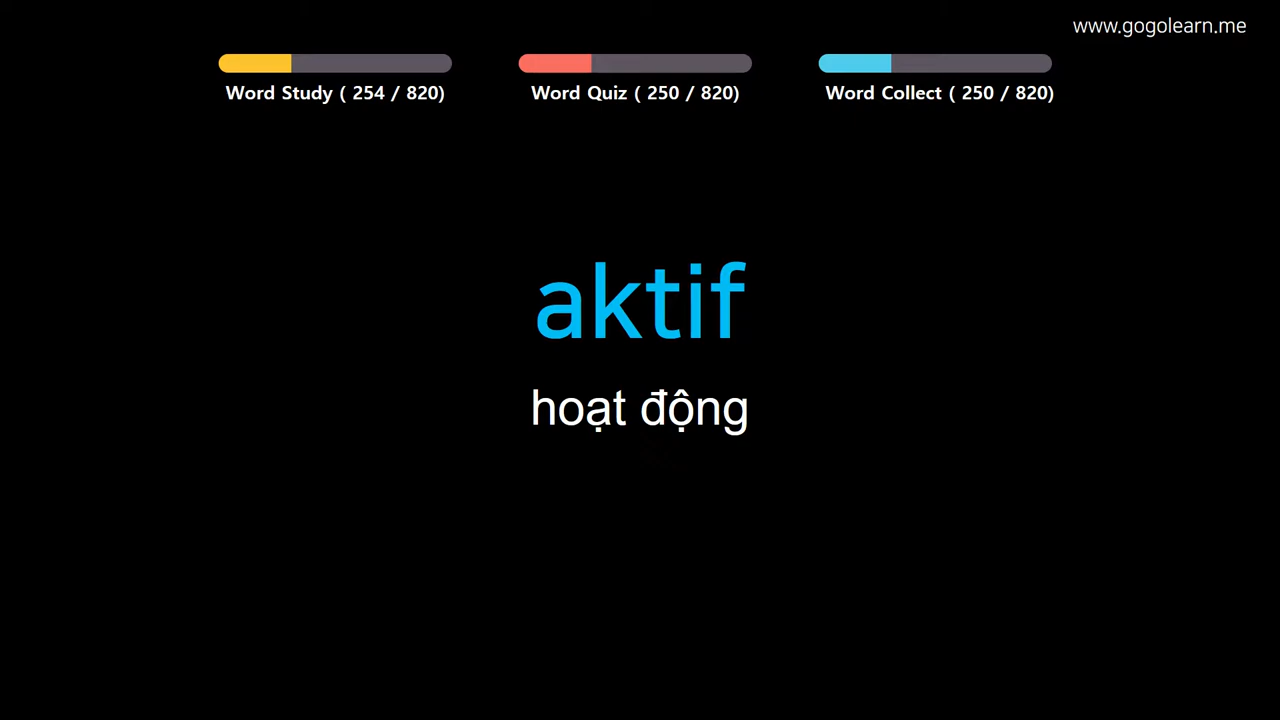 www.gogolearn.me
Word Study ( 254 / 820)
Word Quiz ( 250 / 820)
Word Collect ( 250 / 820)
aktif
hoạt động